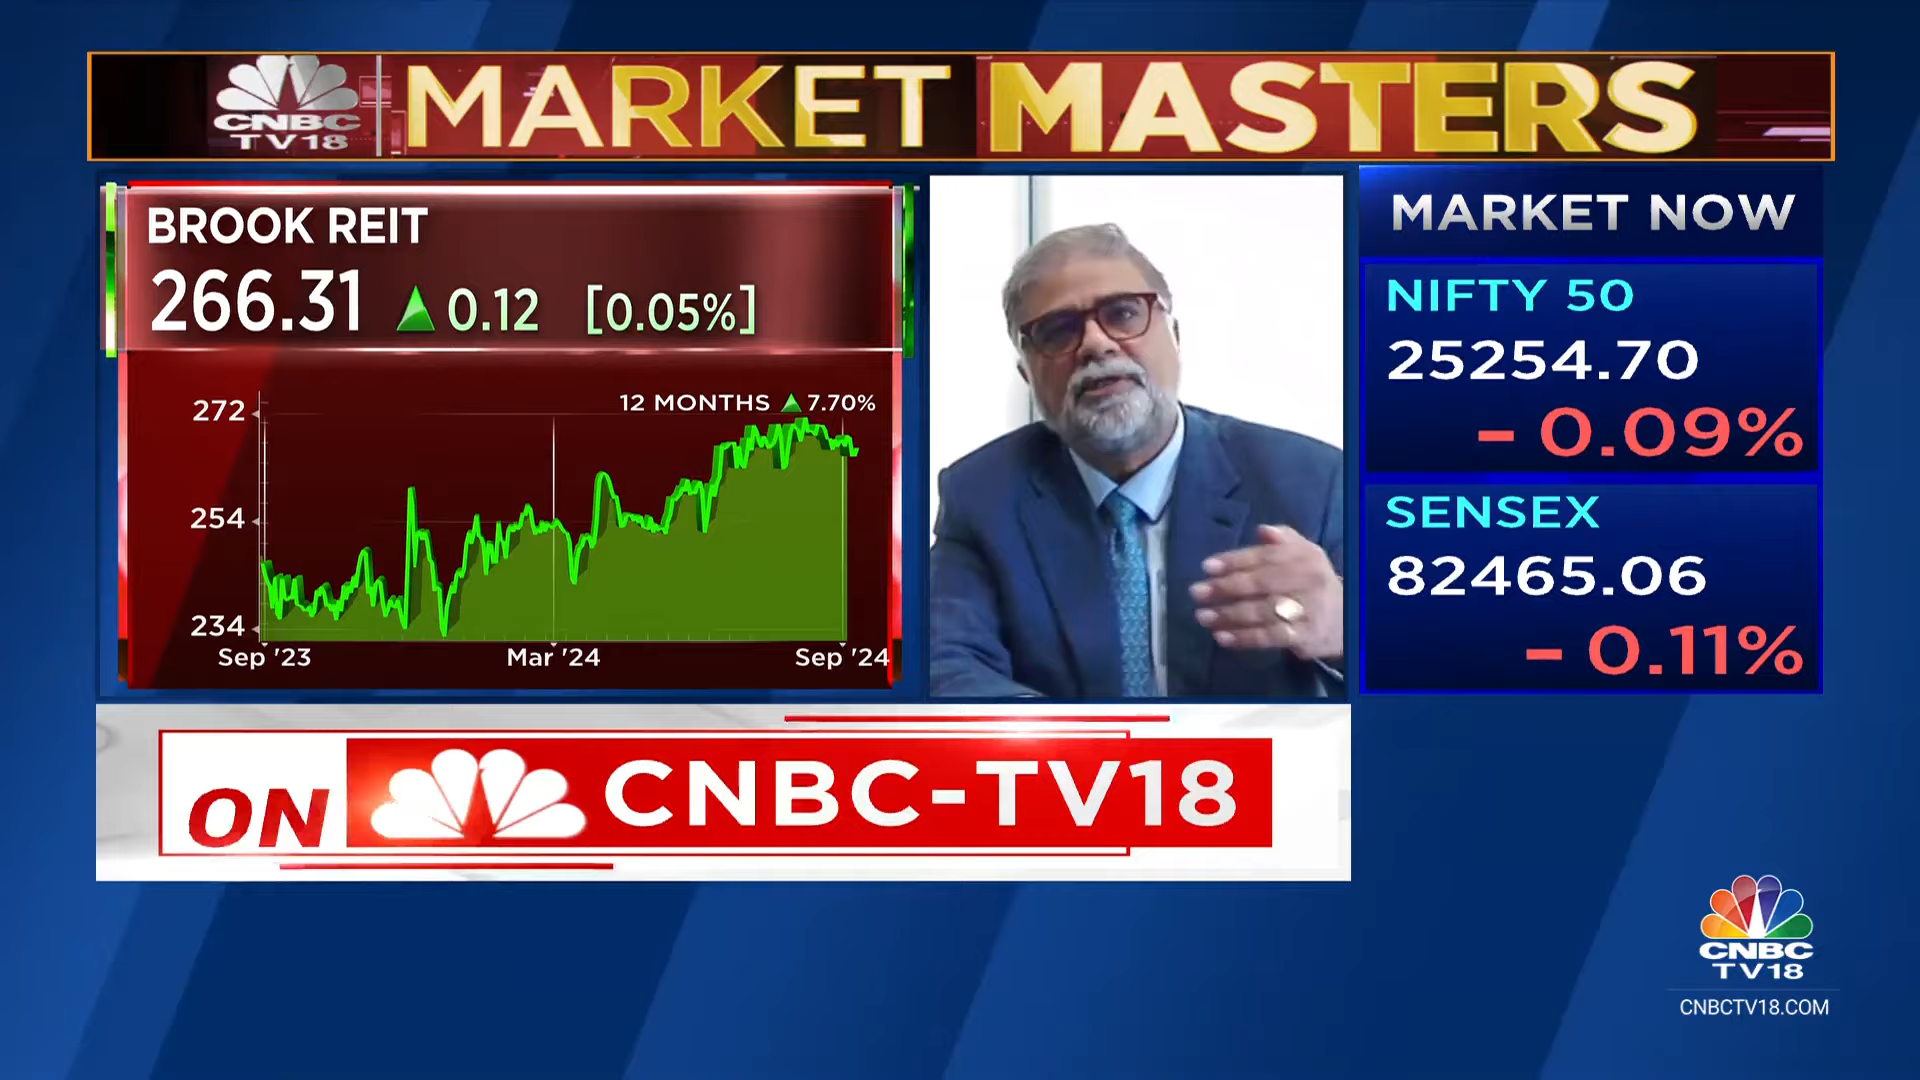 CNBC
TV18
MARKET MASTERS
BROOK REIT
266.31 ▲ 0.12 [0.05%]
12 MONTHS ▲ 7.70%
272
254
234
Sep '23
Mar '24
Sep '24
MARKET NOW
NIFTY 50
25254.70
– 0.09%
SENSEX
82465.06
– 0.11%
ON CNBC-TV18
CNBC
TV18
CNBCTV18.COM